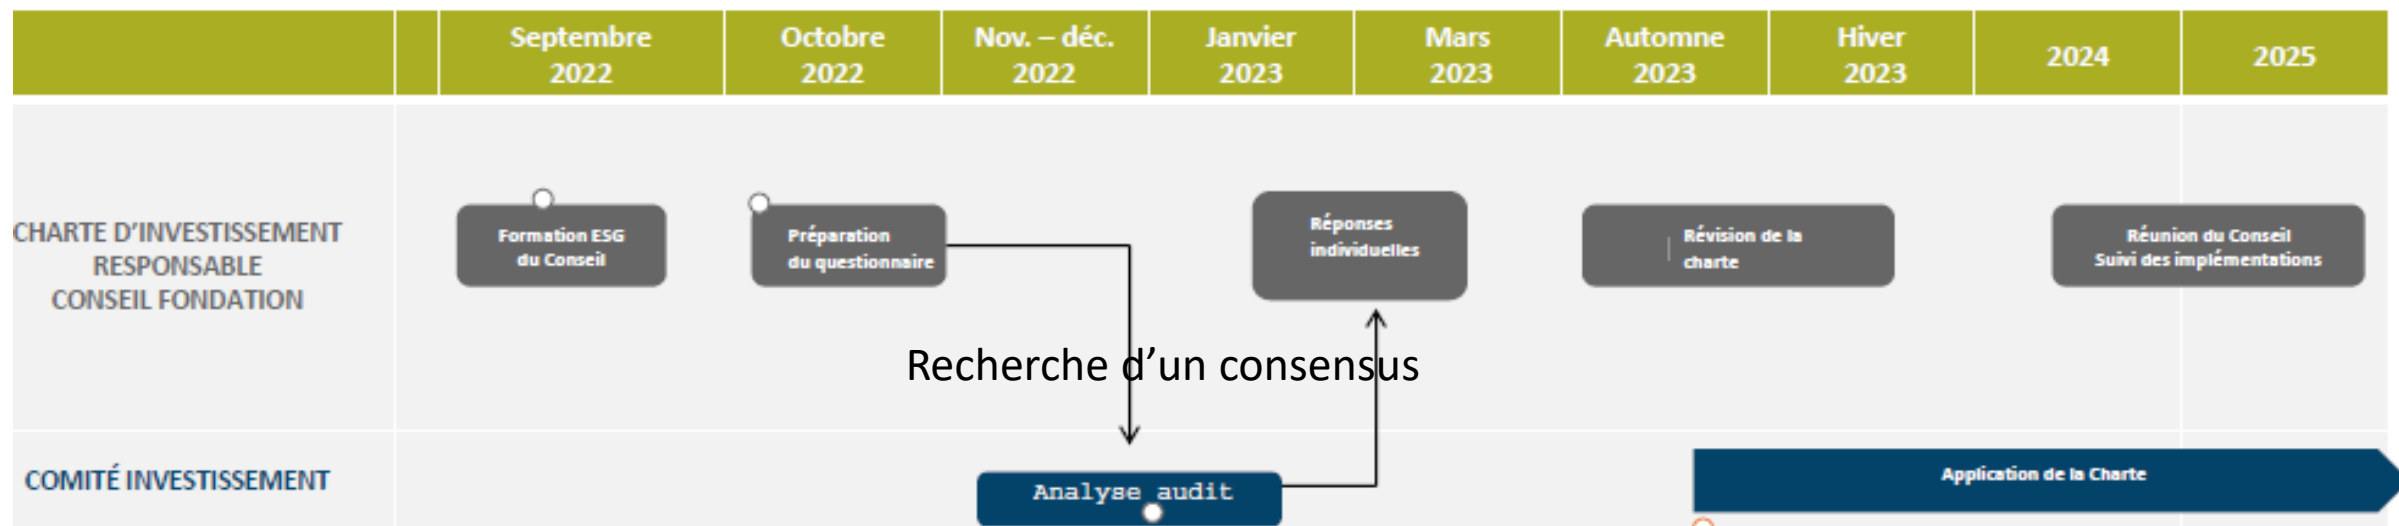 Septembre
2022
Octobre
2022
Nov. – déc.
2022
Janvier
2023
Mars
2023
Automne
2023
Hiver
2023
2024
2025
CHARTE D’INVESTISSEMENT
RESPONSABLE
CONSEIL FONDATION
Formation ESG
du Conseil
Préparation
du questionnaire
Réponses
individuelles
Révision de la
charte
Réunion du Conseil
Suivi des implémentations
Recherche d’un consensus
COMITÉ INVESTISSEMENT
Analyse audit
Application de la Charte